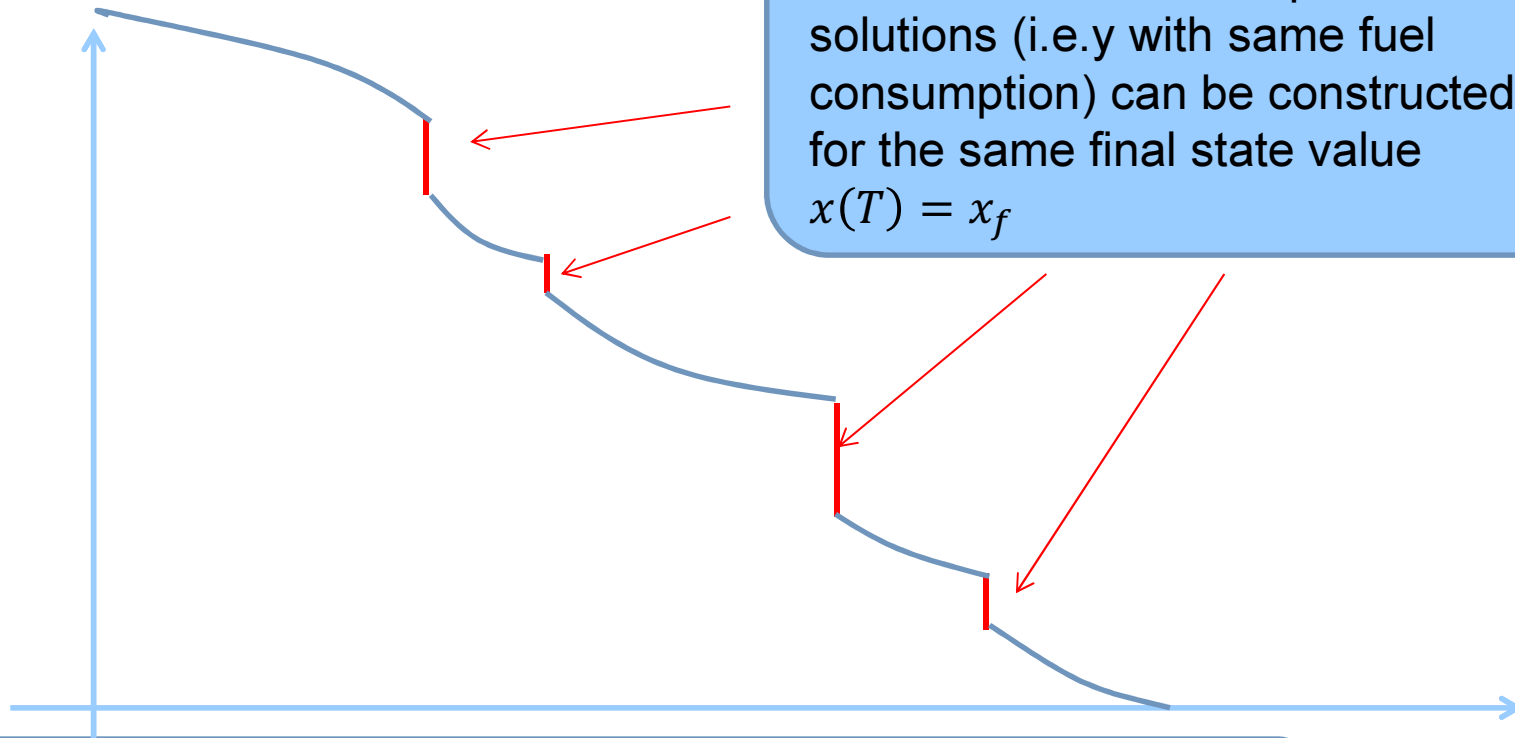 solutions (i.e.y with same fuel
consumption) can be constructed
for the same final state value
𝑥(𝑇) = 𝑥_𝑓